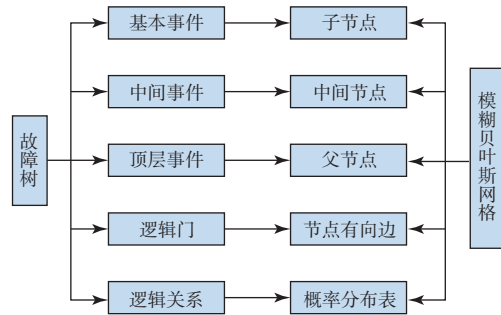 基本事件
子节点
中间事件
中间节点
故障树
顶层事件
父节点
模糊贝叶斯网格
逻辑门
节点有向边
逻辑关系
概率分布表